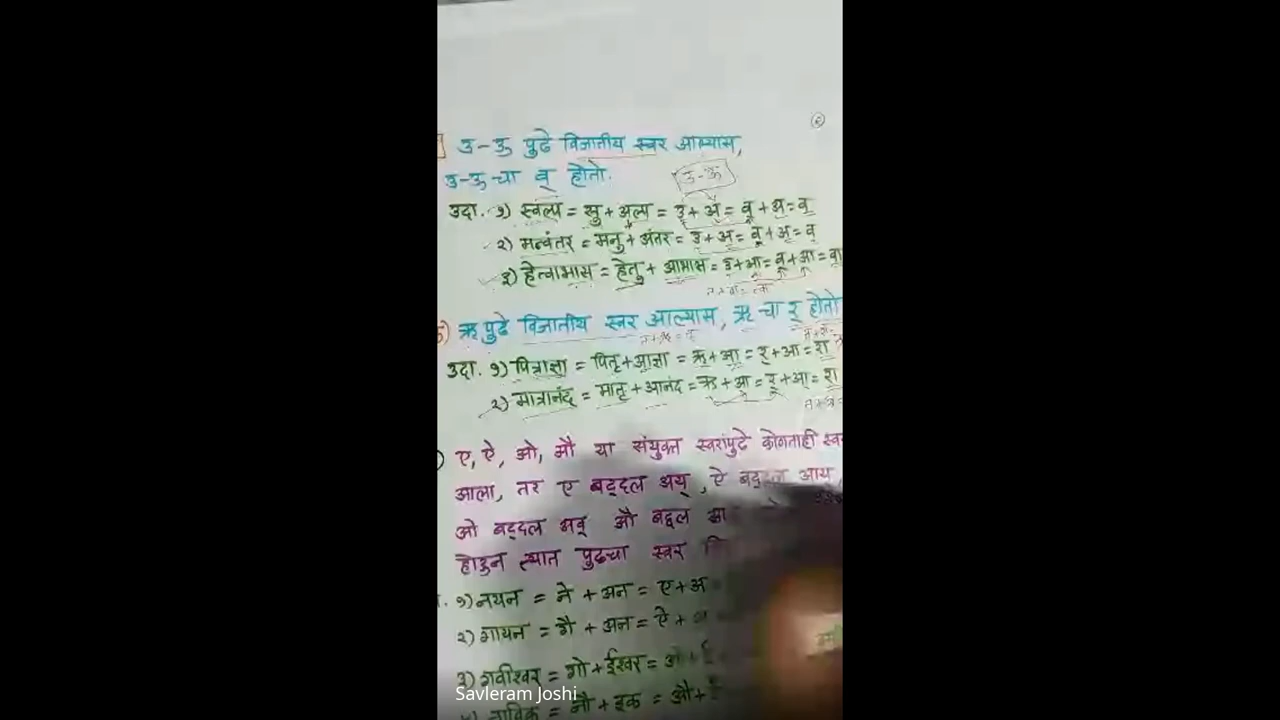 उ-ऊ पुढे विजातीय स्वर आल्यास,
उ-ऊ चा व् होतो.
उ-ऊ
उदा. १) स्वल्प = सु + अल्प = उ + अ = व् + अ = व
२) मन्वंतर = मनु + अंतर = उ + अ = व् + अ = व
३) हेत्वाभास = हेतु + आभास = उ + आ = व् + आ = वा
ऋ पुढे विजातीय स्वर आल्यास, ऋ चा र् होतो
उदा. १) पित्राज्ञा = पितृ + आज्ञा = ऋ + आ = र् + आ = रा
२) मात्रानंद = मातृ + आनंद = ऋ + आ = र् + आ = रा
ए, ऐ, ओ, औ या संयुक्त स्वरांपुढे कोणताही
आला, तर ए बद्दल अय्, ऐ बद्दल आय्,
ओ बद्दल अव् औ बद्दल
होऊन त्यात पुढचा स्वर
१) नयन = ने + अन = ए + अ
२) गायन = गै + अन = ऐ +
३) गवीश्वर = गो + ईश्वर = ओ +
४) नाविक = नौ + इक = औ +
Savleram Joshi